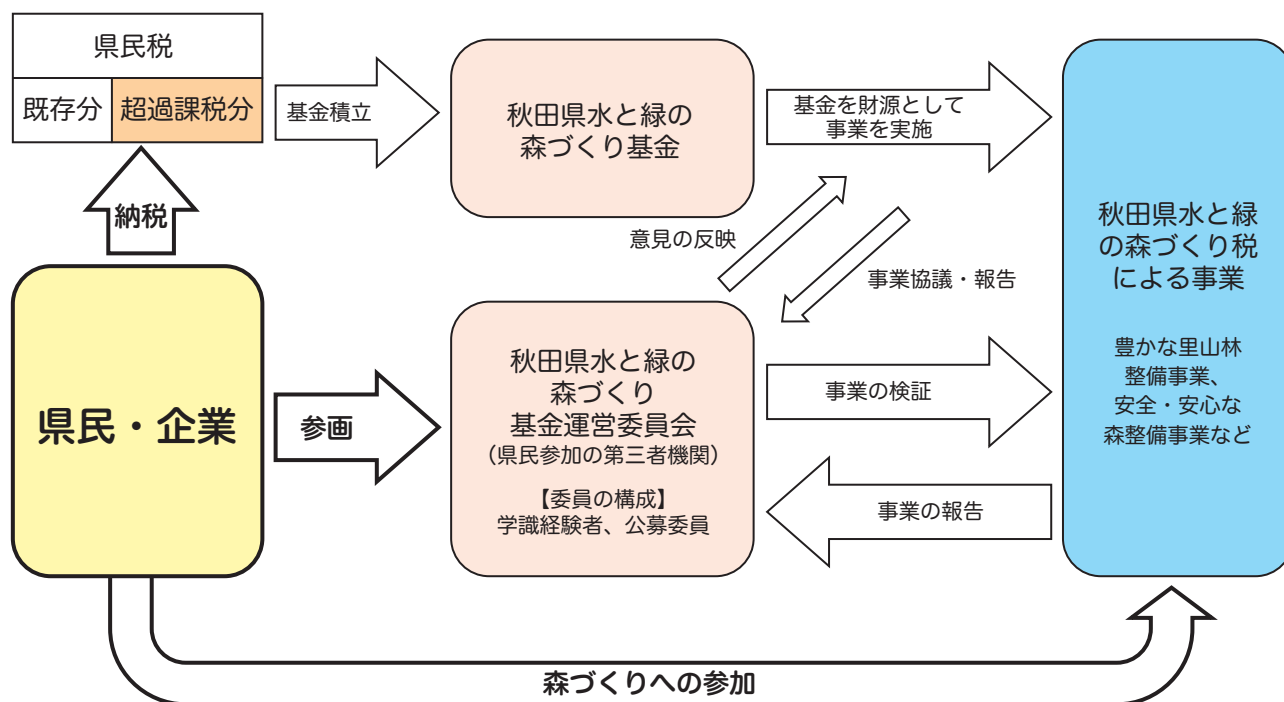 県民税
既存分
超過課税分
基金積立
秋田県水と緑の
森づくり基金
基金を財源として
事業を実施
納税
意見の反映
事業協議・報告
秋田県水と緑
の森づくり税
による事業
豊かな里山林
整備事業、
安全・安心な
森整備事業など
県民・企業
参画
秋田県水と緑の
森づくり
基金運営委員会
（県民参加の第三者機関）
【委員の構成】
学識経験者、公募委員
事業の検証
事業の報告
森づくりへの参加